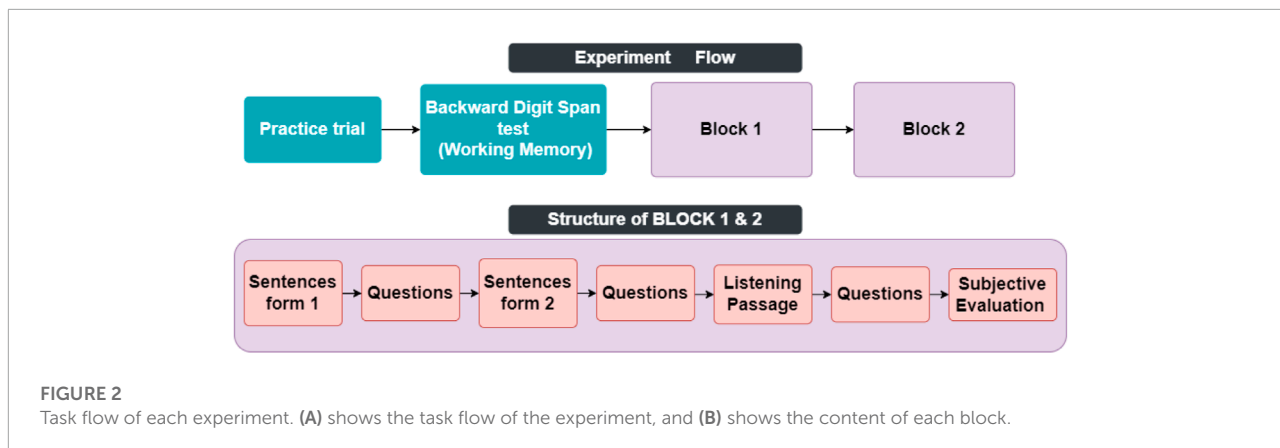 Experiment Flow
Practice trial
Backward Digit Span
test
(Working Memory)
Block 1
Block 2
Structure of BLOCK 1 & 2
Sentences
form 1
Questions
Sentences
form 2
Questions
Listening
Passage
Questions
Subjective
Evaluation
FIGURE 2
Task flow of each experiment. (A) shows the task flow of the experiment, and (B) shows the content of each block.